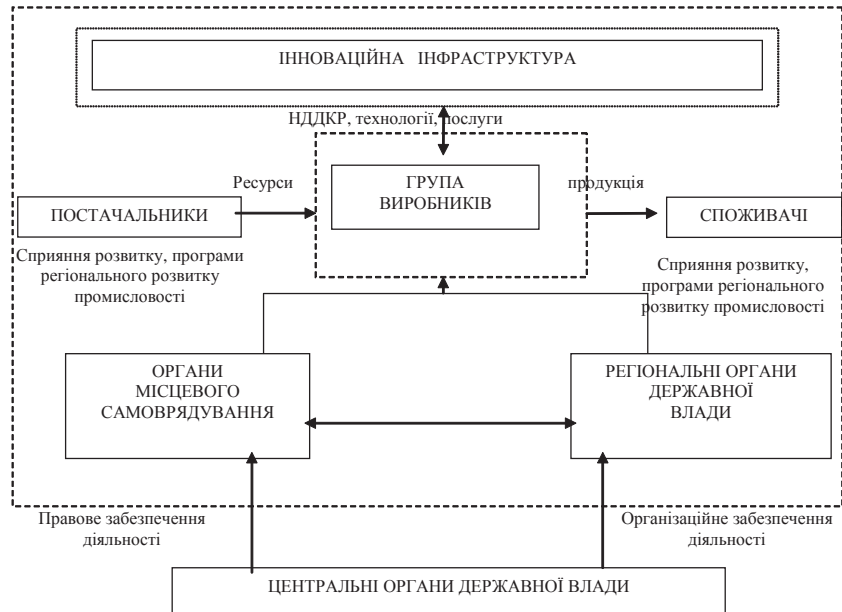 ІННОВАЦІЙНА ІНФРАСТРУКТУРА
НДДКР, технології, послуги
Ресурси
ГРУПА
ВИРОБНИКІВ
продукція
ПОСТАЧАЛЬНИКИ
СПОЖИВАЧІ
Сприяння розвитку, програми
регіонального розвитку
промисловості
Сприяння розвитку,
програми регіонального
розвитку промисловості
ОРГАНИ
МІСЦЕВОГО
САМОВРЯДУВАННЯ
РЕГІОНАЛЬНІ ОРГАНИ
ДЕРЖАВНОЇ
ВЛАДИ
Правове забезпечення
діяльності
Організаційне забезпечення
діяльності
ЦЕНТРАЛЬНІ ОРГАНИ ДЕРЖАВНОЇ ВЛАДИ